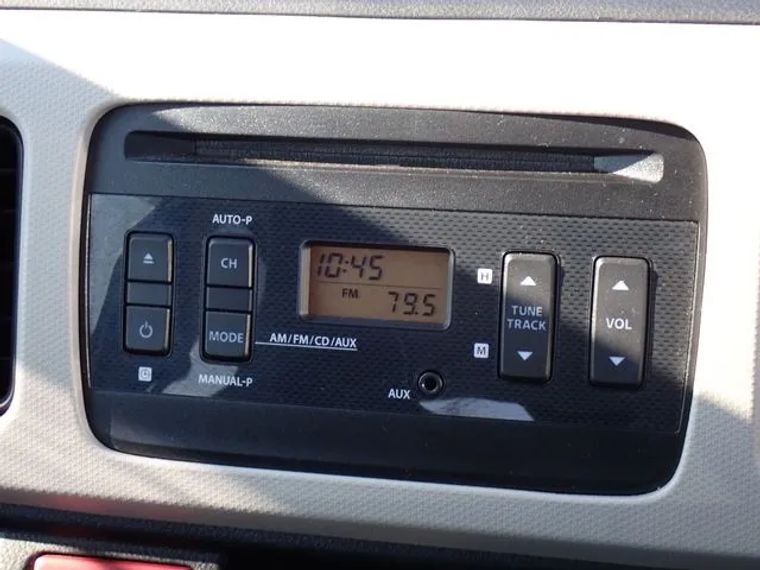 AUTO-P
CH
MODE
AM/FM/CD/AUX
MANUAL-P
10:45
FM
79.5
AUX
H
M
TUNE
TRACK
VOL